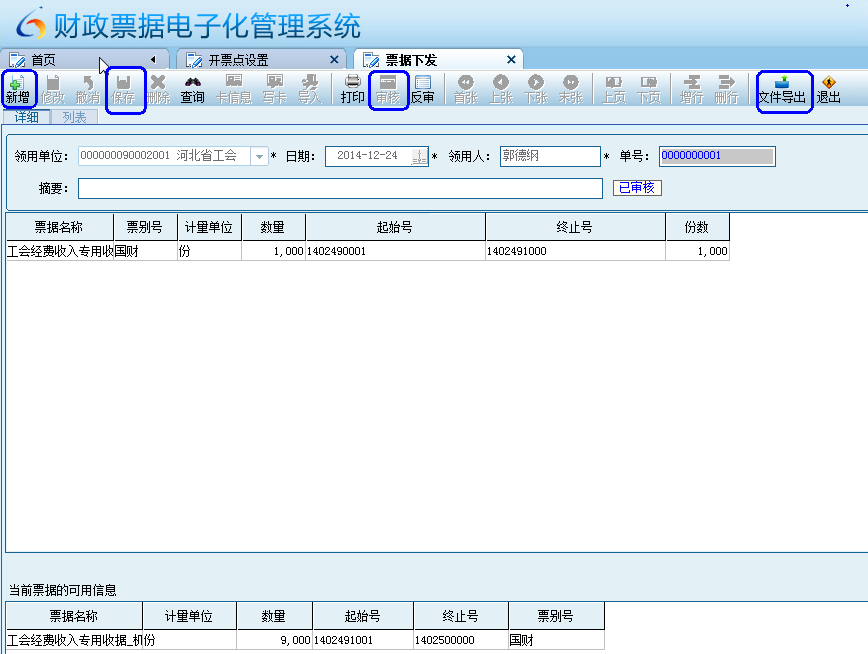 财政票据电子化管理系统
首页 开票点设置 票据下发
新增 修改 撤消 保存 删除 查询 卡信息 写卡 导入 打印 审核 反审 首张 上张 下张 末张 上页 下页 增行 删行 文件导出 退出
详细 列表
领用单位: 000000090002001 河北省工会 * 日期: 2014-12-24 * 领用人: 郭德纲 * 单号: 0000000001
摘要: 已审核
票据名称 票别号 计量单位 数量 起始号 终止号 份数
工会经费收入专用收 国财 份 1,000 1402490001 1402491000 1,000
当前票据的可用信息
票据名称 计量单位 数量 起始号 终止号 票别号
工会经费收入专用收据_机 份 9,000 1402491001 1402500000 国财